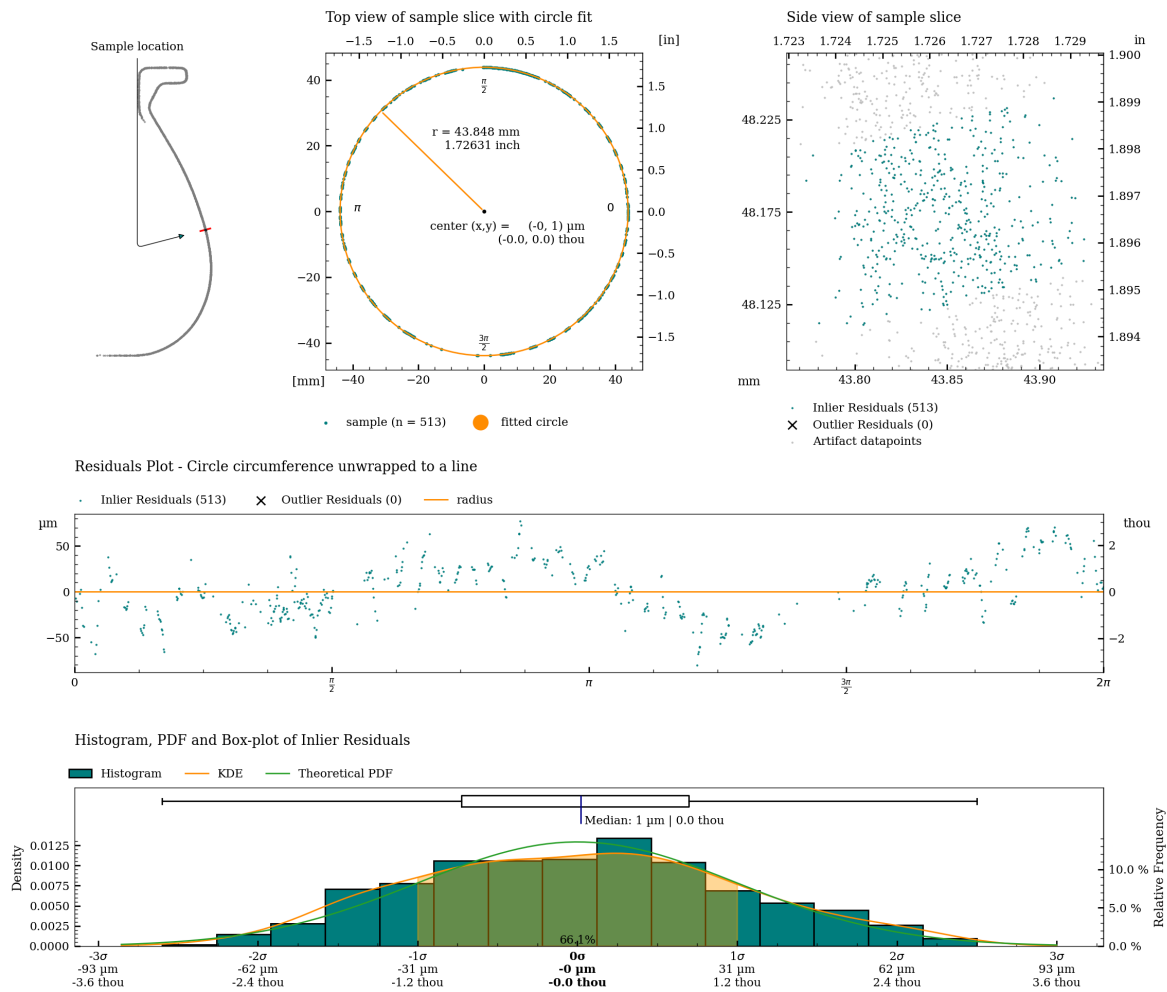 Sample location
Top view of sample slice with circle fit
−1.5 −1.0 −0.5 0.0 0.5 1.0 1.5 [in]
40 20 0 −20 −40
1.5 1.0 0.5 0.0 −0.5 −1.0 −1.5
π/2
r = 43.848 mm
1.72631 inch
π 0
center (x,y) = (-0, 1) µm
(-0.0, 0.0) thou
3π/2
[mm] −40 −20 0 20 40
sample (n = 513) fitted circle
Side view of sample slice
1.723 1.724 1.725 1.726 1.727 1.728 1.729 in
48.225 48.175 48.125
1.900 1.899 1.898 1.897 1.896 1.895 1.894
mm 43.80 43.85 43.90
Inlier Residuals (513)
Outlier Residuals (0)
Artifact datapoints
Residuals Plot - Circle circumference unwrapped to a line
Inlier Residuals (513) Outlier Residuals (0) radius
µm thou
50 2
0 0
−50 −2
0 π/2 π 3π/2 2π
Histogram, PDF and Box-plot of Inlier Residuals
Histogram KDE Theoretical PDF
Median: 1 µm | 0.0 thou
Density
0.0125 0.0100 0.0075 0.0050 0.0025 0.0000
Relative Frequency
10.0 % 5.0 % 0.0 %
66.1%
-3σ -2σ -1σ 0σ 1σ 2σ 3σ
-93 µm -62 µm -31 µm -0 µm 31 µm 62 µm 93 µm
-3.6 thou -2.4 thou -1.2 thou -0.0 thou 1.2 thou 2.4 thou 3.6 thou